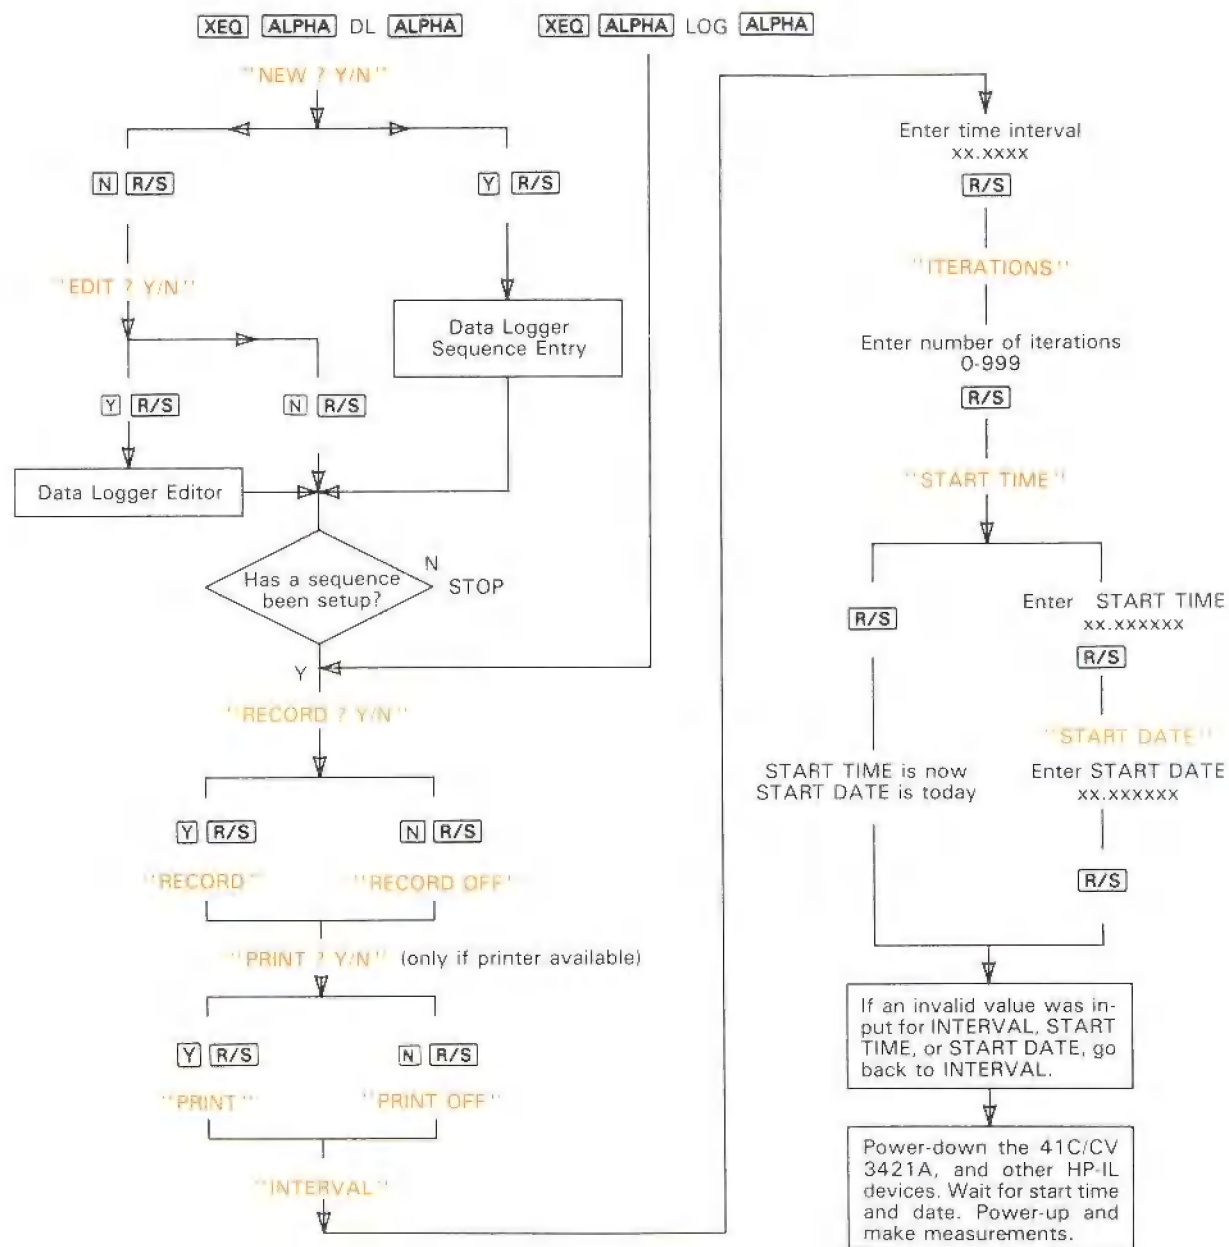 XEQ ALPHA DL ALPHA
"NEW ? Y/N"
N R/S
Y R/S
"EDIT ? Y/N"
Data Logger
Sequence Entry
Y R/S
N R/S
Data Logger Editor
Has a sequence
been setup?
N
STOP
Y
XEQ ALPHA LOG ALPHA
"RECORD ? Y/N"
Y R/S
N R/S
"RECORD"
"RECORD OFF"
"PRINT ? Y/N" (only if printer available)
Y R/S
N R/S
"PRINT"
"PRINT OFF"
"INTERVAL"
Enter time interval
xx.xxxx
R/S
"ITERATIONS"
Enter number of iterations
0-999
R/S
"START TIME"
R/S
START TIME is now
START DATE is today
Enter START TIME
xx.xxxxxx
R/S
"START DATE"
Enter START DATE
xx.xxxxxx
R/S
If an invalid value was in-
put for INTERVAL, START
TIME, or START DATE, go
back to INTERVAL.
Power-down the 41C/CV
3421A, and other HP-IL
devices. Wait for start time
and date. Power-up and
make measurements.